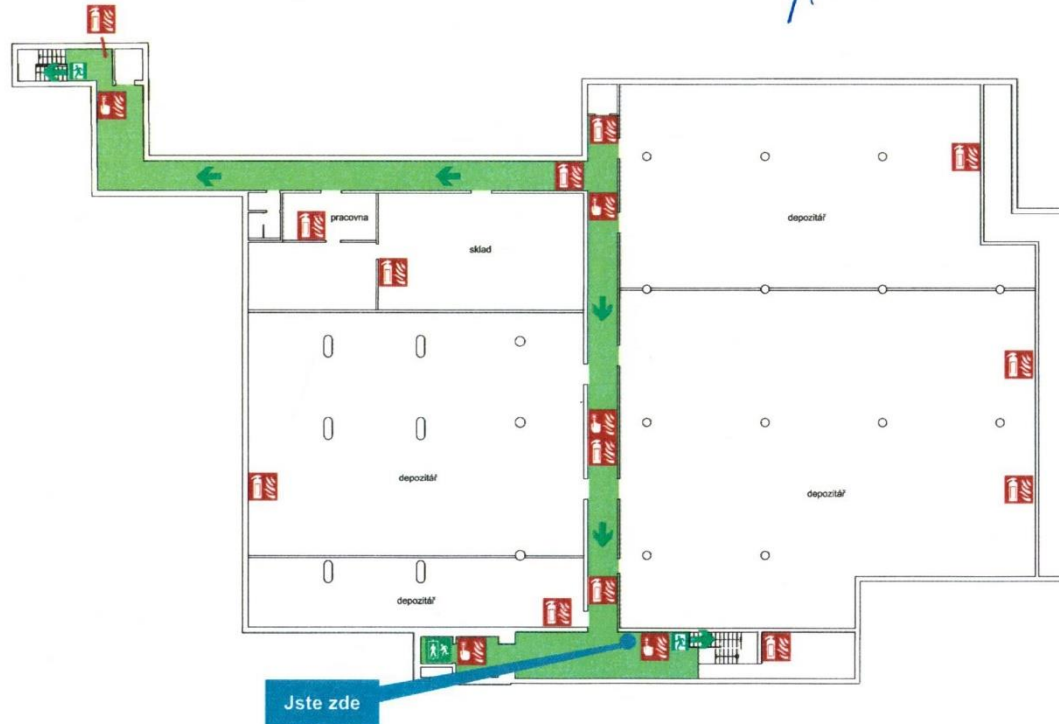 depozitář
pracovna
sklad
depozitář
depozitář
depozitář
Jste zde